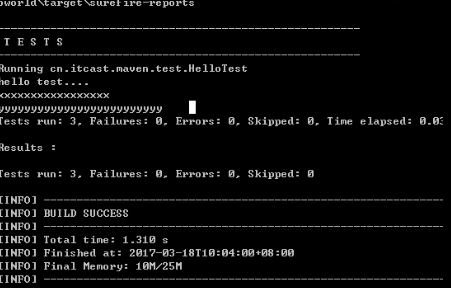 oworld\target\surefire-reports
-------------------------------------------------------
T E S T S
-------------------------------------------------------
Running cn.itcast.maven.test.HelloTest
hello test....
xxxxxxxxxxxxxxxxx
yyyyyyyyyyyyyyyyyyyyyyyyy
Tests run: 3, Failures: 0, Errors: 0, Skipped: 0, Time elapsed: 0.03
Results :
Tests run: 3, Failures: 0, Errors: 0, Skipped: 0
[INFO] ------------------------------------------------------------
[INFO] BUILD SUCCESS
[INFO] ------------------------------------------------------------
[INFO] Total time: 1.310 s
[INFO] Finished at: 2017-03-18T10:04:00+08:00
[INFO] Final Memory: 10M/25M
[INFO] ------------------------------------------------------------